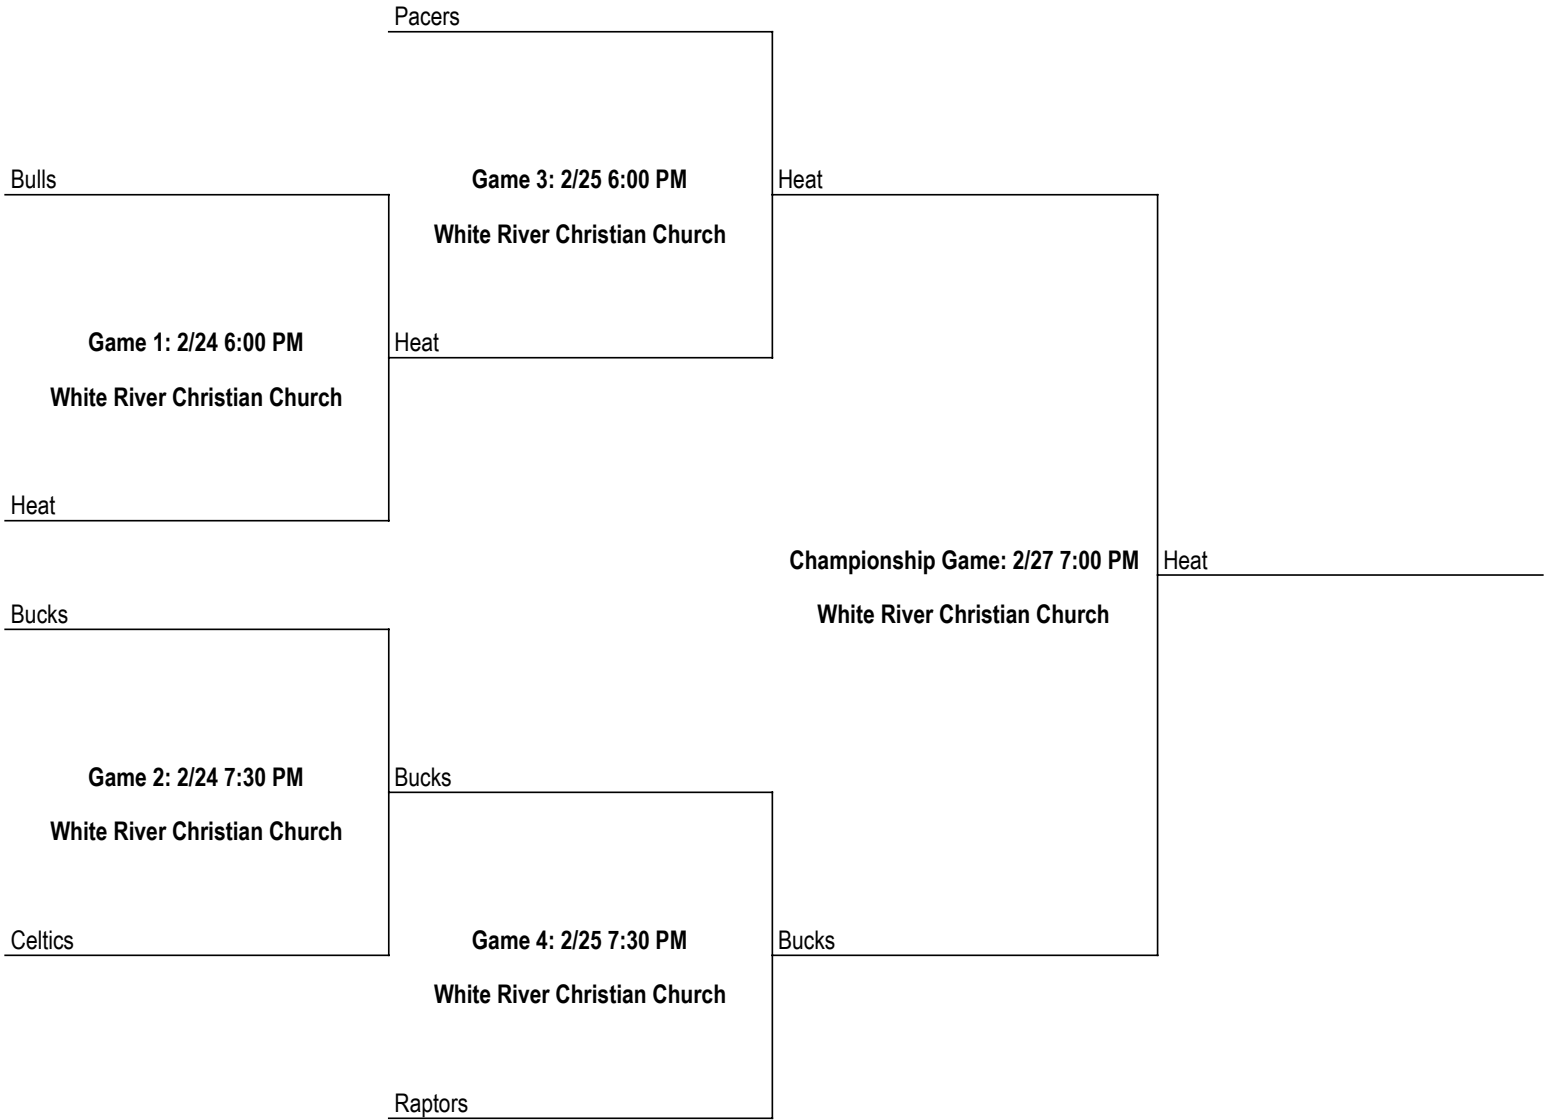 Pacers
Bulls
Game 3: 2/25 6:00 PM
Heat
White River Christian Church
Game 1: 2/24 6:00 PM
Heat
White River Christian Church
Heat
Championship Game: 2/27 7:00 PM
Heat
Bucks
White River Christian Church
Game 2: 2/24 7:30 PM
Bucks
White River Christian Church
Celtics
Game 4: 2/25 7:30 PM
Bucks
White River Christian Church
Raptors